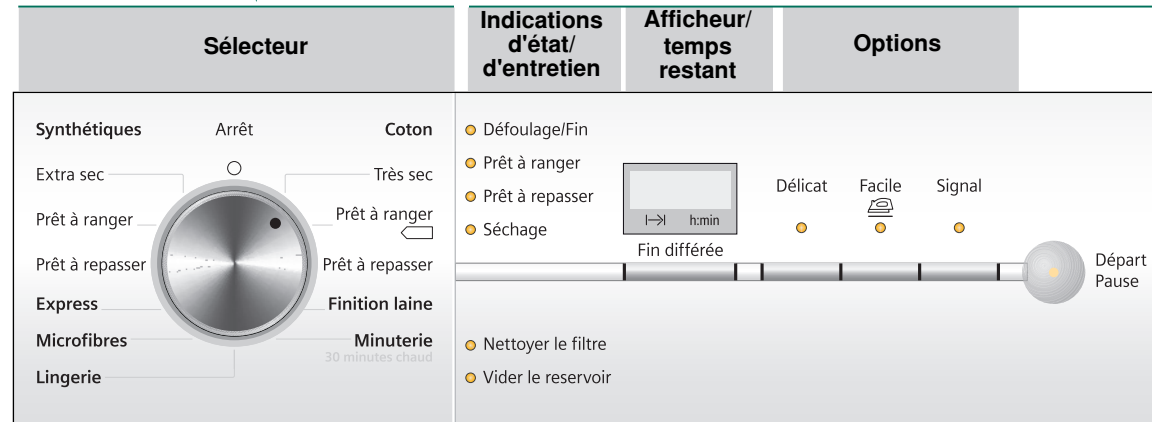 Sélecteur
Indications
d'état/
d'entretien
Afficheur/
temps
restant
Options
Synthétiques
Arrêt
Coton
Extra sec
Très sec
Prêt à ranger
Prêt à ranger
Prêt à repasser
Prêt à repasser
Express
Finition laine
Microfibres
Minuterie
30 minutes chaud
Lingerie
Défoulage/Fin
Prêt à ranger
Prêt à repasser
Séchage
h:min
Fin différée
Délicat
Facile
Signal
Départ
Pause
Nettoyer le filtre
Vider le reservoir